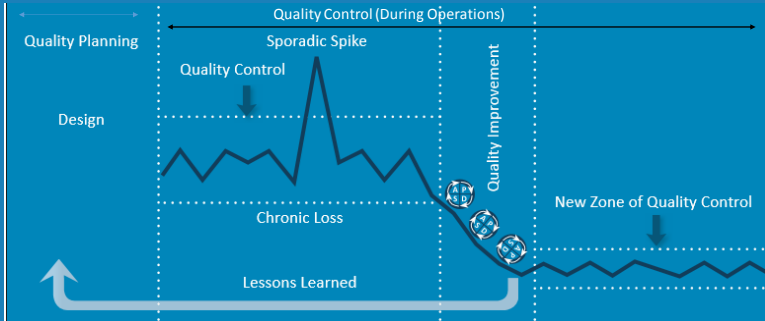 Quality Control (During Operations)
Quality Planning
Sporadic Spike
Quality Control
Design
Quality Improvement
A P
S D
A P
S D
A P
S D
New Zone of Quality Control
Chronic Loss
Lessons Learned